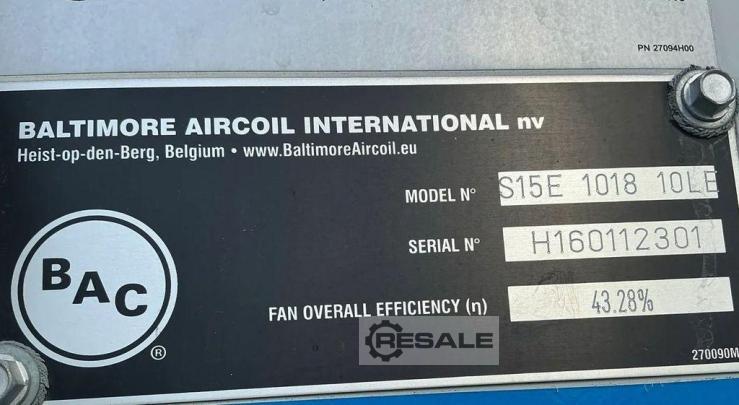 PN 27094H00
BALTIMORE AIRCOIL INTERNATIONAL nv
Heist-op-den-Berg, Belgium • www.BaltimoreAircoil.eu
MODEL N° S15E 1018 10LE
SERIAL N° H160112301
BAC
®
FAN OVERALL EFFICIENCY (η) 43.28%
RESALE
270090M